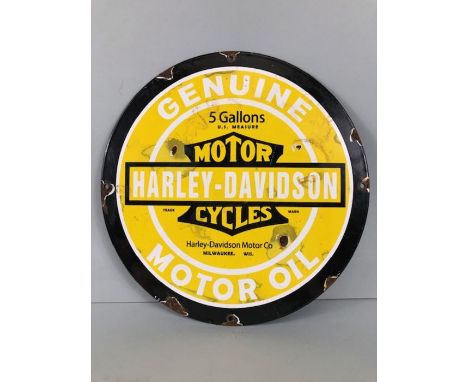 GENUINE
5 Gallons
U.S. MEASURE
MOTOR
HARLEY-DAVIDSON
TRADE MARK
CYCLES
Harley-Davidson Motor Co
MILWAUKEE. WIS.
MOTOR OIL